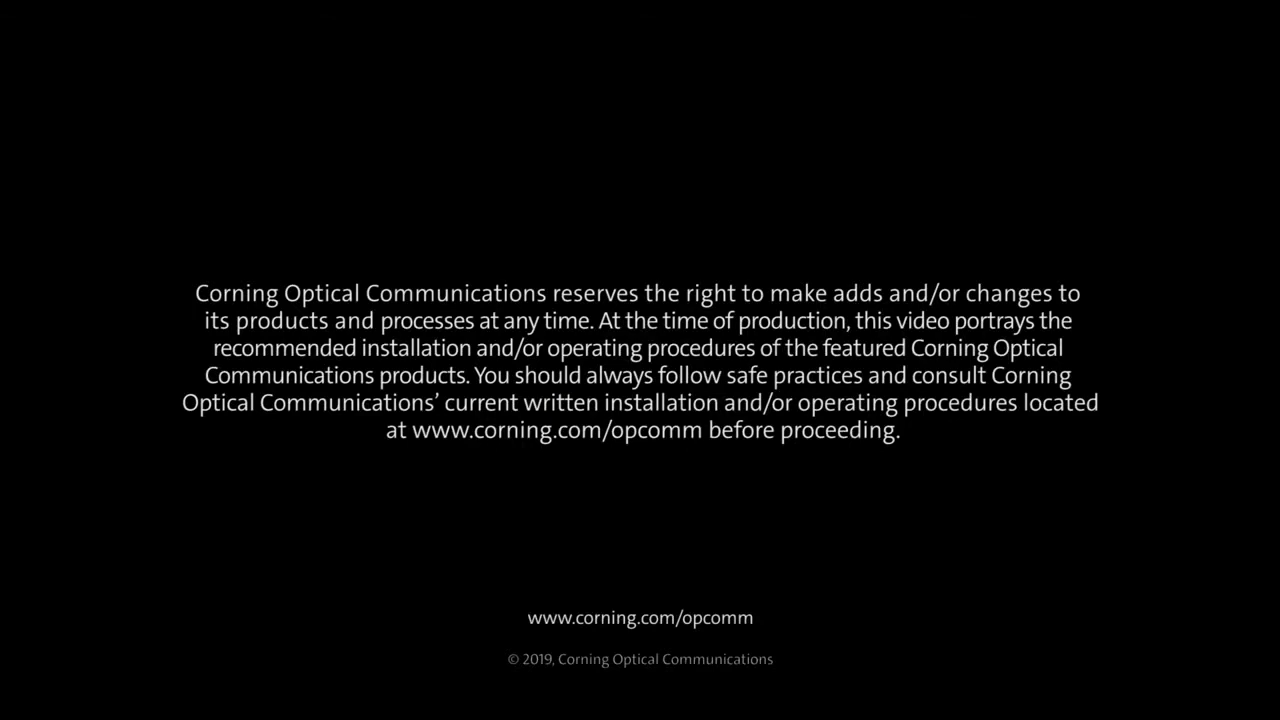 Corning Optical Communications reserves the right to make adds and/or changes to
its products and processes at any time. At the time of production, this video portrays the
recommended installation and/or operating procedures of the featured Corning Optical
Communications products. You should always follow safe practices and consult Corning
Optical Communications’ current written installation and/or operating procedures located
at www.corning.com/opcomm before proceeding.
www.corning.com/opcomm
© 2019, Corning Optical Communications